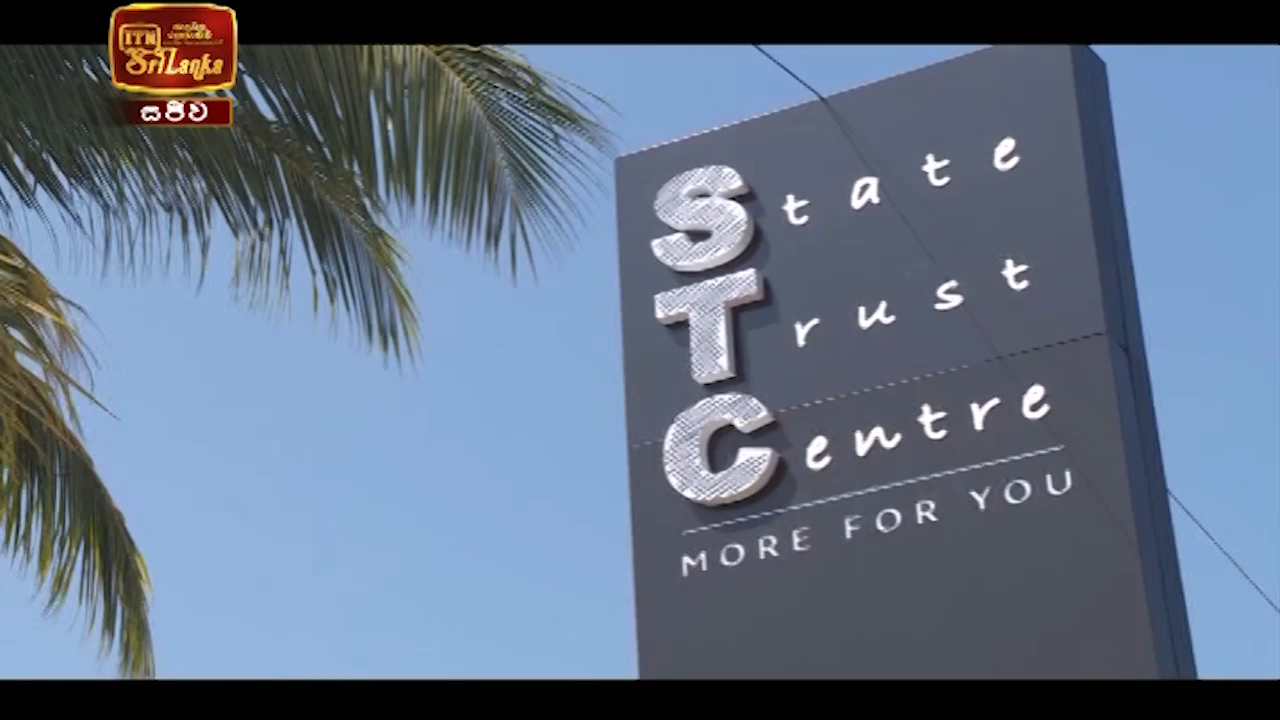 ITN
SriLanka
සජීව
State
Trust
Centre
MORE FOR YOU